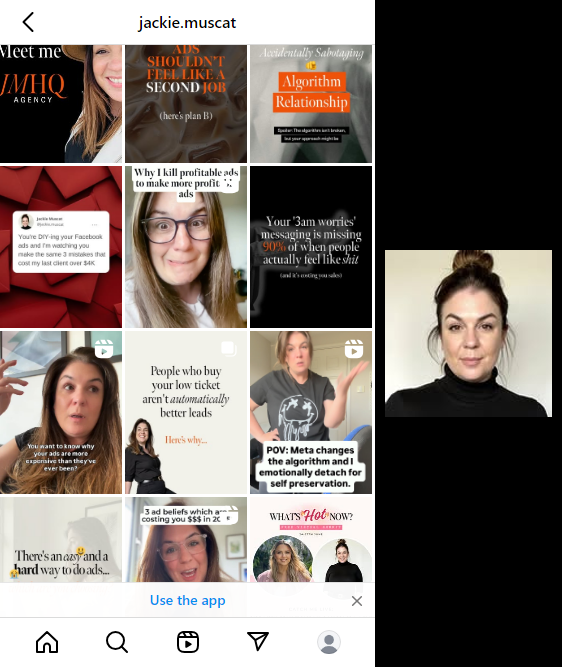 jackie.muscat
Meet me
JMHQ
AGENCY
ADS
SHOULDN'T
FEEL LIKE A
SECOND JOB
(here's plan B)
Accidentally Sabotaging
Algorithm
Relationship
Spoiler: The algorithm isn't broken,
but your approach might be
Jackie Muscat
You're DIY-ing your Facebook
ads and I'm watching you
make the same 3 mistakes that
cost my last client over $4K
Why I kill profitable ads
to make more profit
ads
Your '3am worries'
messaging is missing
90% of when people
actually feel like shit
(and it's costing you sales)
You want to know why
your ads are more
expensive than they've
ever been?
People who buy
your low ticket
aren't automatically
better leads
Here's why...
POV: Meta changes
the algorithm and I
emotionally detach for
self preservation.
There's an easy and a
hard way to do ads...
3 ad beliefs which are
costing you $$$ in 20
WHAT'S Hot NOW?
Use the app